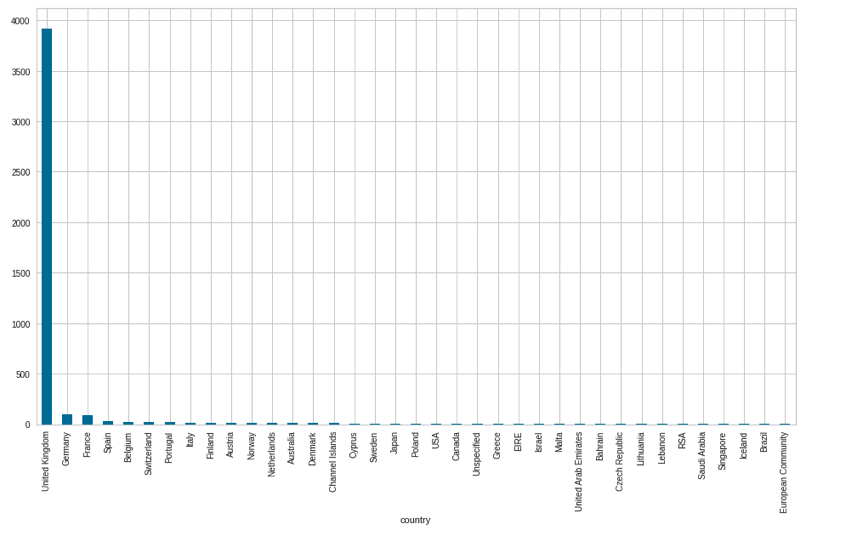 4000
3500
3000
2500
2000
1500
1000
500
0
United Kingdom
Germany
France
Spain
Belgium
Switzerland
Portugal
Italy
Finland
Austria
Norway
Netherlands
Australia
Denmark
Channel Islands
Cyprus
Sweden
Japan
Poland
USA
Canada
Unspecified
Greece
EIRE
Israel
Malta
United Arab Emirates
Bahrain
Czech Republic
Lithuania
Lebanon
RSA
Saudi Arabia
Singapore
Iceland
Brazil
European Community
country